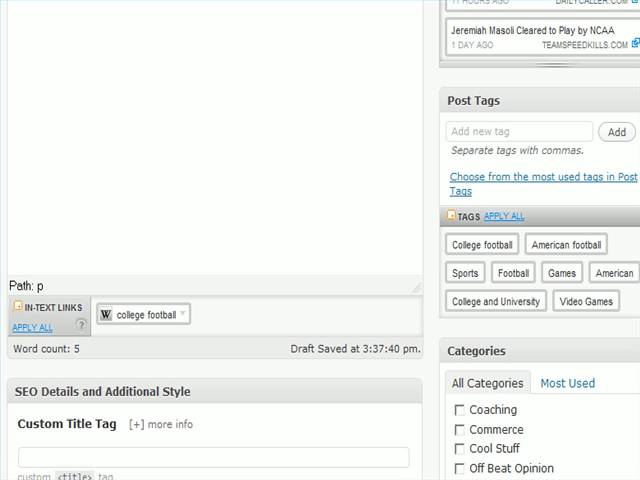 11 HOURS AGO DAILYCALLER.COM
Jeremiah Masoli Cleared to Play by NCAA
1 DAY AGO TEAMSPEEDKILLS.COM
Post Tags
Add new tag Add
Separate tags with commas.
Choose from the most used tags in Post
Tags
TAGS APPLY ALL
College football American football
Sports Football Games American
College and University Video Games
Path: p
IN-TEXT LINKS
APPLY ALL ?
W college football
Word count: 5 Draft Saved at 3:37:40 pm.
SEO Details and Additional Style
Custom Title Tag [+] more info
custom <title> tag
Categories
All Categories Most Used
Coaching
Commerce
Cool Stuff
Off Beat Opinion